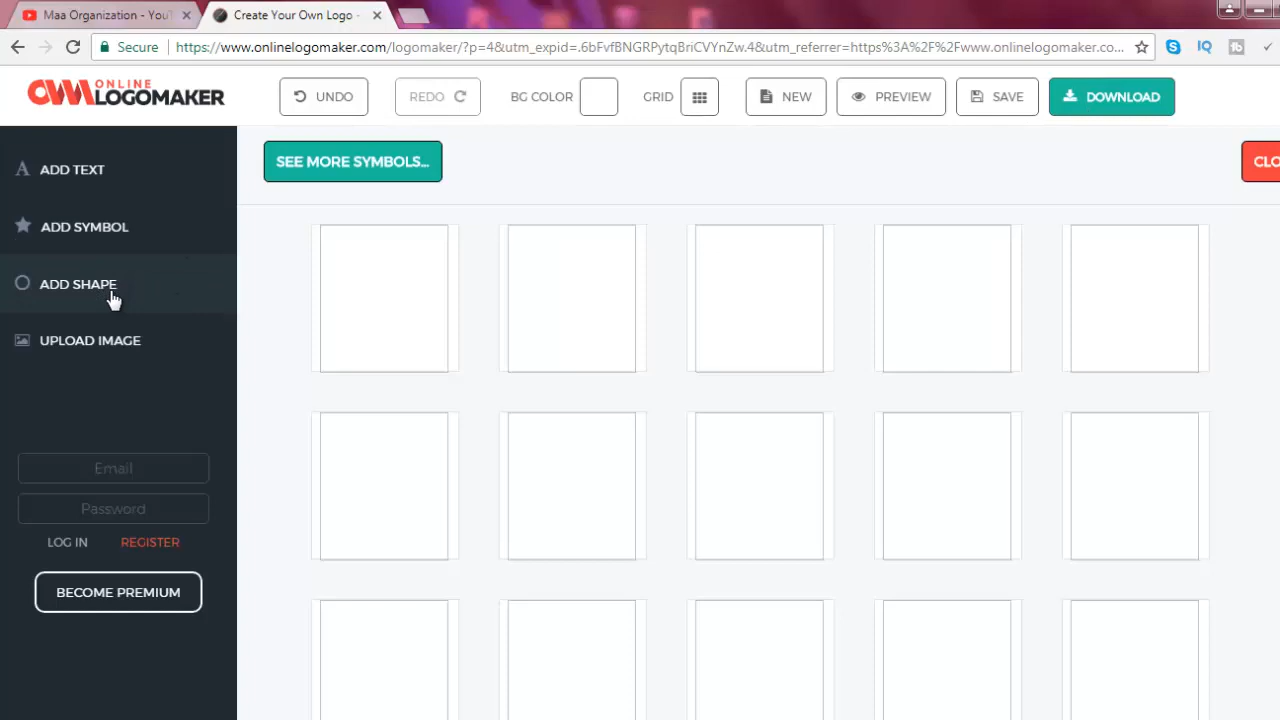 Maa Organization - YouT
Create Your Own Logo -
Secure
https://www.onlinelogomaker.com/logomaker/?p=4&utm_expid=.6bFvfBNGRPytqBriCVYnZw.4&utm_referrer=https%3A%2F%2Fwww.onlinelogomaker.co...
ONLINE
LOGOMAKER
UNDO
REDO
BG COLOR
GRID
NEW
PREVIEW
SAVE
DOWNLOAD
ADD TEXT
ADD SYMBOL
ADD SHAPE
UPLOAD IMAGE
Email
Password
LOG IN
REGISTER
BECOME PREMIUM
SEE MORE SYMBOLS...
CLO